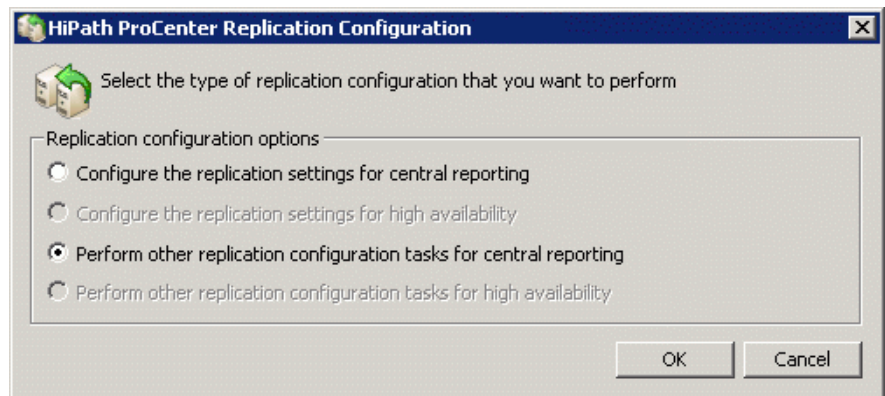 HiPath ProCenter Replication Configuration
Select the type of replication configuration that you want to perform
Replication configuration options
Configure the replication settings for central reporting
Configure the replication settings for high availability
Perform other replication configuration tasks for central reporting
Perform other replication configuration tasks for high availability
OK Cancel